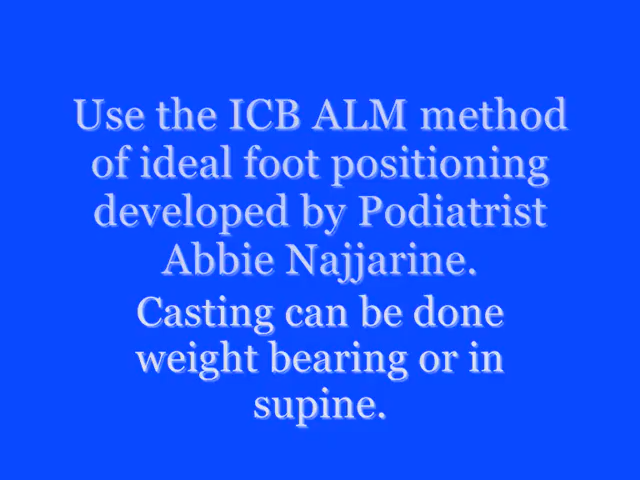 Use the ICB ALM method
of ideal foot positioning
developed by Podiatrist
Abbie Najjarine.
Casting can be done
weight bearing or in
supine.